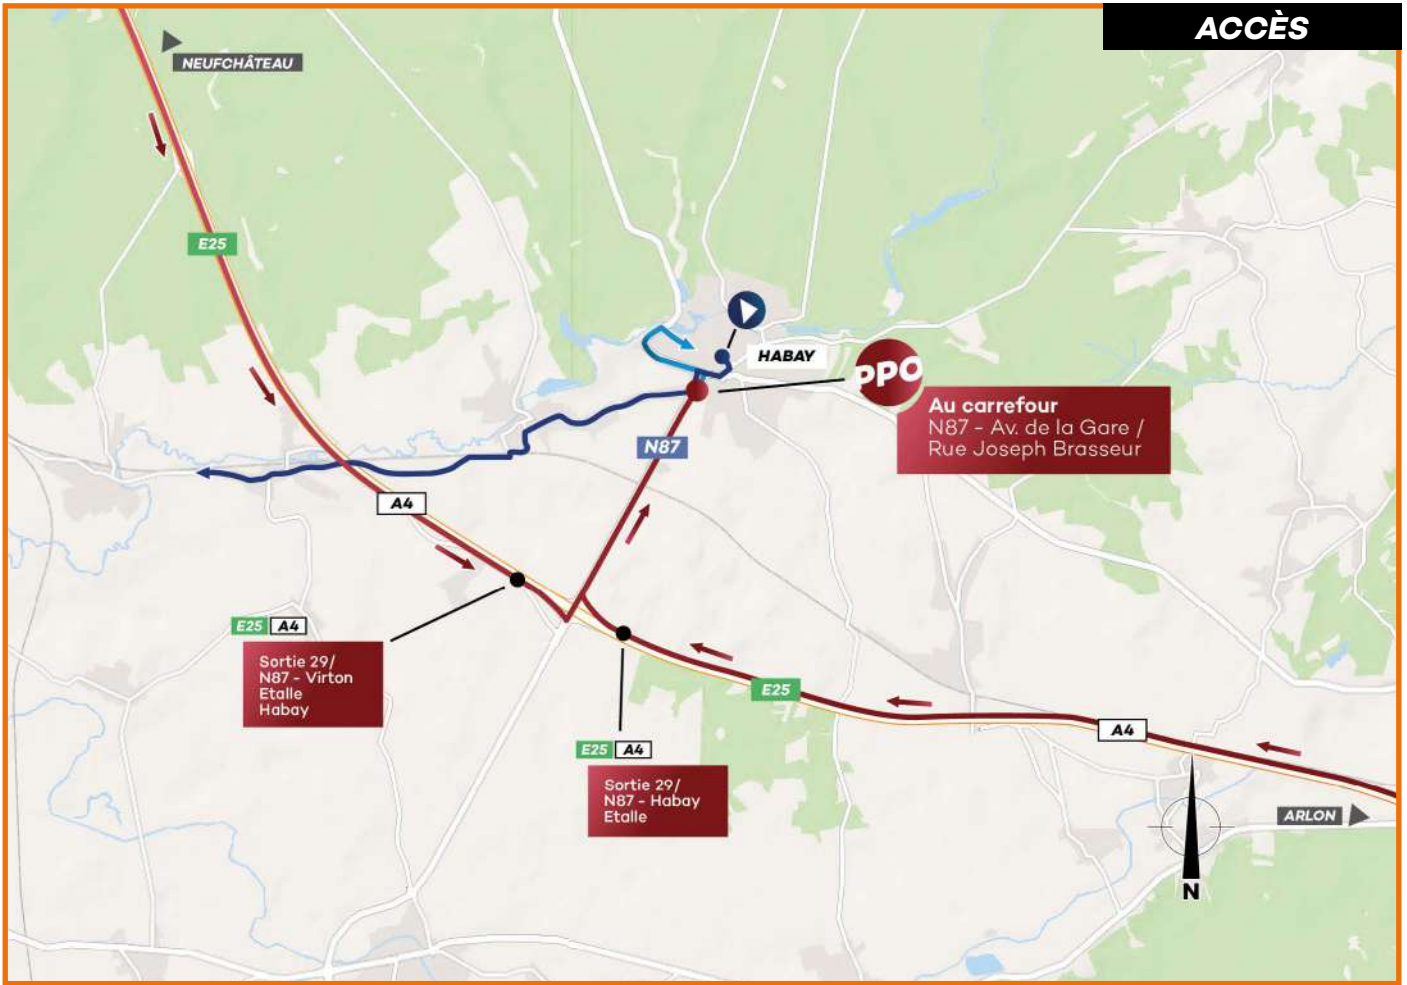 ACCÈS
NEUFCHÂTEAU
E25
HABAY
PPO
Au carrefour
N87 - Av. de la Gare /
Rue Joseph Brasseur
N87
A4
E25 A4
Sortie 29/
N87 - Virton
Etalle
Habay
E25
A4
E25 A4
Sortie 29/
N87 - Habay
Etalle
ARLON
N